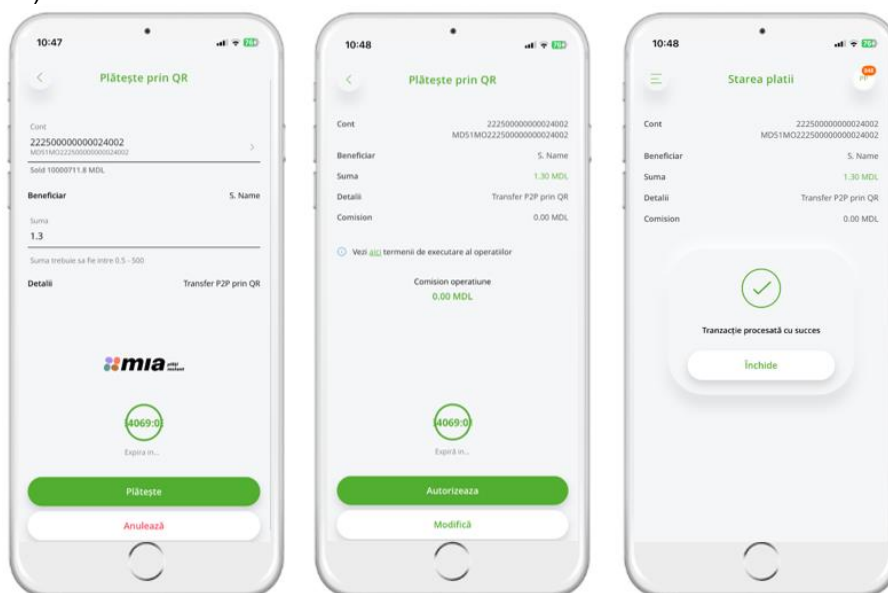 10:47
Plătește prin QR
Cont
222500000000024002
MD51MO222500000000024002
Sold 10000711.8 MDL
Beneficiar S. Name
Suma
1.3
Suma trebuie sa fie intre 0.5 - 500
Detalii Transfer P2P prin QR
mia plăți instant
4069:0
Expira in...
Plătește
Anulează
10:48
Plătește prin QR
Cont 222500000000024002
MD51MO222500000000024002
Beneficiar S. Name
Suma 1.30 MDL
Detalii Transfer P2P prin QR
Comision 0.00 MDL
Vezi aici termenii de executare al operatiilor
Comision operatiune
0.00 MDL
4069:0
Expiră in...
Autorizeaza
Modifică
10:48
Starea platii
Cont 222500000000024002
MD51MO222500000000024002
Beneficiar S. Name
Suma 1.30 MDL
Detalii Transfer P2P prin QR
Comision 0.00 MDL
Tranzacție procesată cu succes
Închide